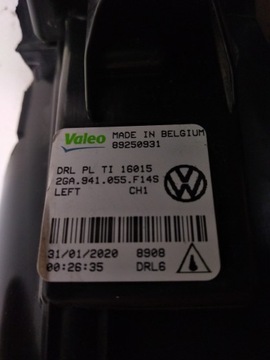 Valeo MADE IN BELGIUM
89250931
DRL PL TI 16015
2GA.941.055.F14S
LEFT CH1
31/01/2020 8908
00:26:35 DRL6